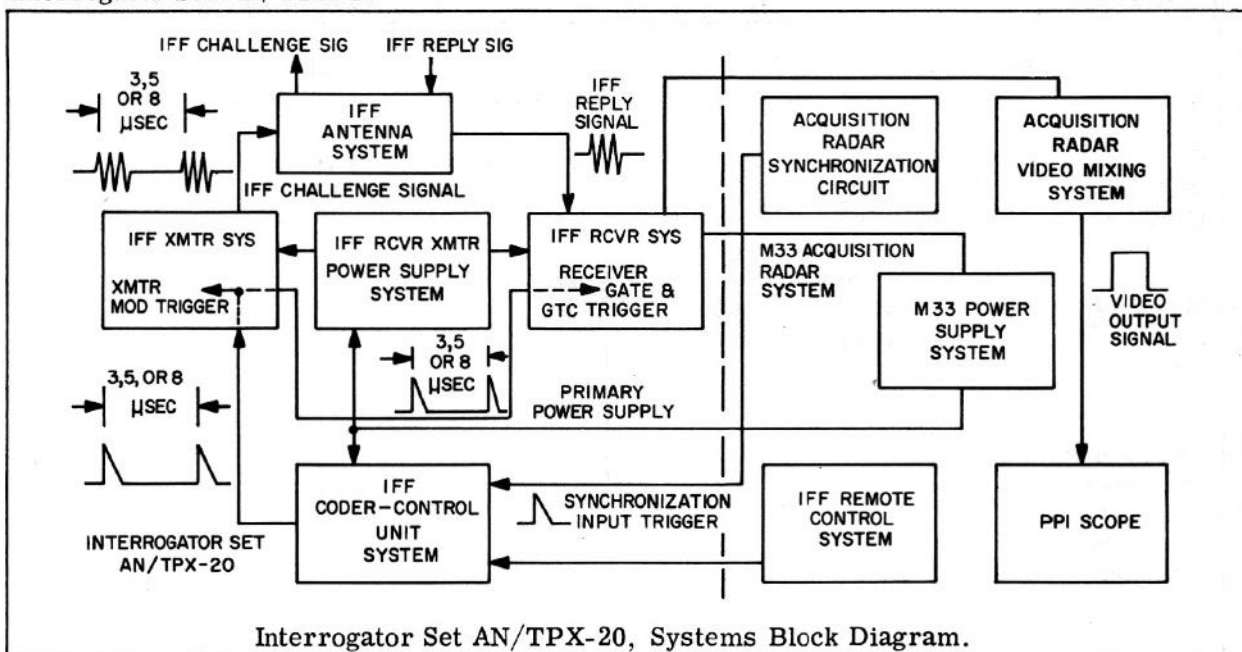 IFF CHALLENGE SIG
IFF REPLY SIG
3,5
OR 8
µSEC
IFF
ANTENNA
SYSTEM
IFF
REPLY
SIGNAL
ACQUISITION
RADAR
SYNCHRONIZATION
CIRCUIT
ACQUISITION
RADAR
VIDEO MIXING
SYSTEM
IFF CHALLENGE SIGNAL
IFF XMTR SYS
XMTR
MOD TRIGGER
IFF RCVR XMTR
POWER SUPPLY
SYSTEM
IFF RCVR SYS
RECEIVER
GATE &
GTC TRIGGER
M33 ACQUISITION
RADAR
SYSTEM
M33 POWER
SUPPLY
SYSTEM
VIDEO
OUTPUT
SIGNAL
3,5, OR 8
µSEC
3,5
OR 8
µSEC
PRIMARY
POWER SUPPLY
IFF
CODER-CONTROL
UNIT
SYSTEM
SYNCHRONIZATION
INPUT TRIGGER
IFF REMOTE
CONTROL
SYSTEM
PPI SCOPE
INTERROGATOR SET
AN/TPX-20
Interrogator Set AN/TPX-20, Systems Block Diagram.